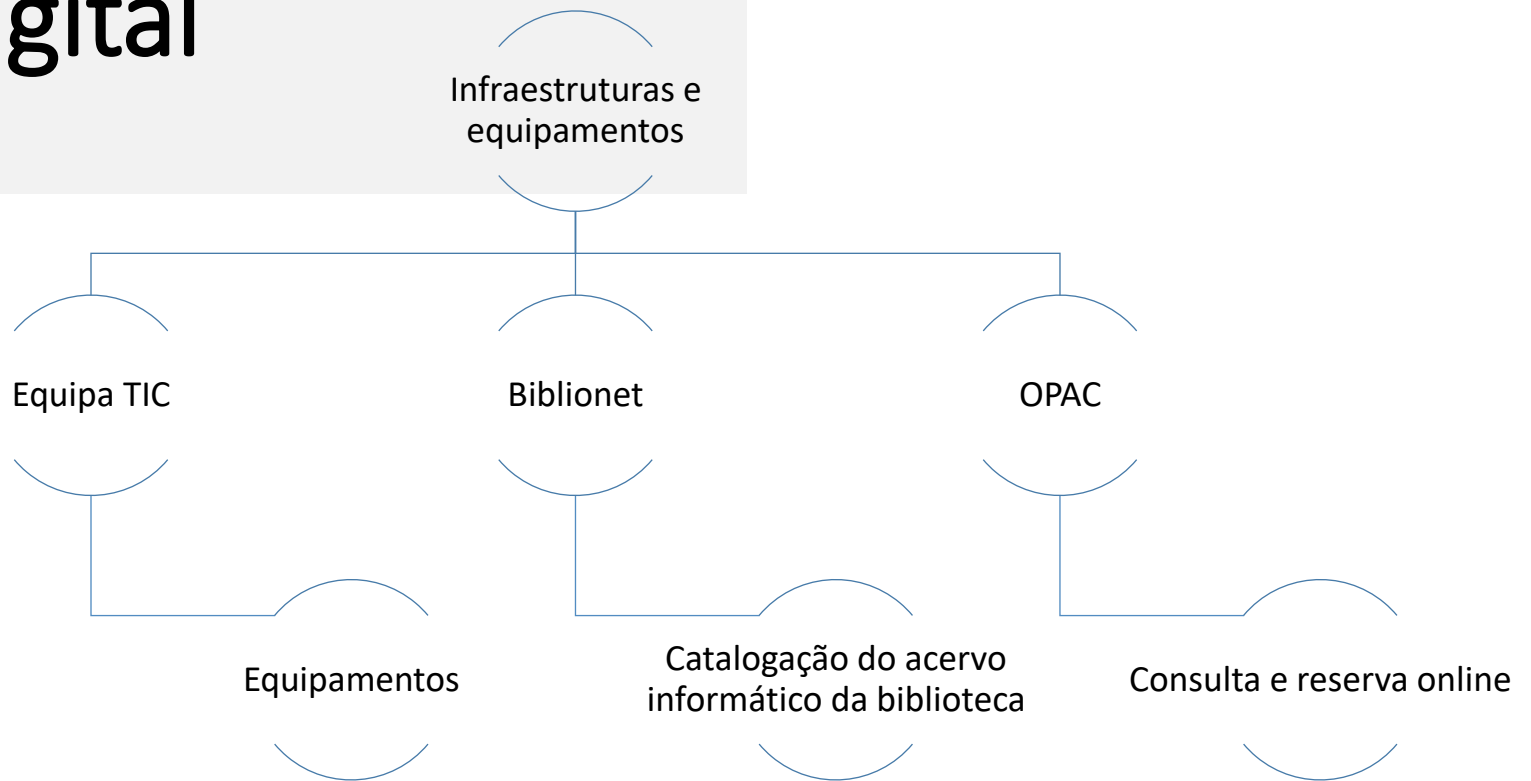 gital
Infraestruturas e
equipamentos
Equipa TIC
Biblionet
OPAC
Equipamentos
Catalogação do acervo
informático da biblioteca
Consulta e reserva online